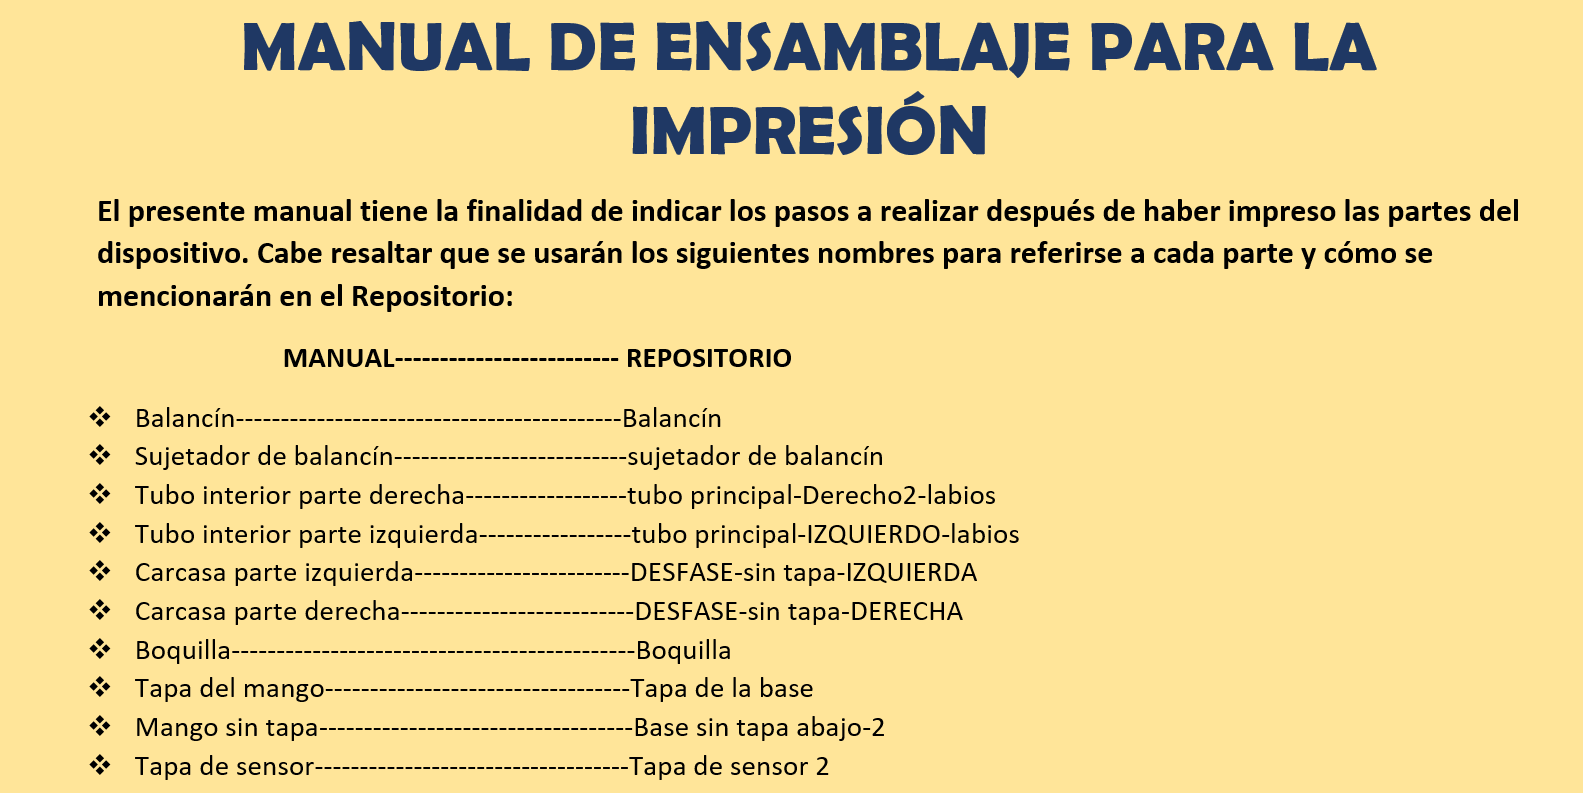 MANUAL DE ENSAMBLAJE PARA LA
IMPRESIÓN
El presente manual tiene la finalidad de indicar los pasos a realizar después de haber impreso las partes del
dispositivo. Cabe resaltar que se usarán los siguientes nombres para referirse a cada parte y cómo se
mencionarán en el Repositorio:
MANUAL------------------------- REPOSITORIO
❖ Balancín-------------------------------------------Balancín
❖ Sujetador de balancín--------------------------sujetador de balancín
❖ Tubo interior parte derecha------------------tubo principal-Derecho2-labios
❖ Tubo interior parte izquierda-----------------tubo principal-IZQUIERDO-labios
❖ Carcasa parte izquierda------------------------DESFASE-sin tapa-IZQUIERDA
❖ Carcasa parte derecha--------------------------DESFASE-sin tapa-DERECHA
❖ Boquilla---------------------------------------------Boquilla
❖ Tapa del mango----------------------------------Tapa de la base
❖ Mango sin tapa-----------------------------------Base sin tapa abajo-2
❖ Tapa de sensor-----------------------------------Tapa de sensor 2